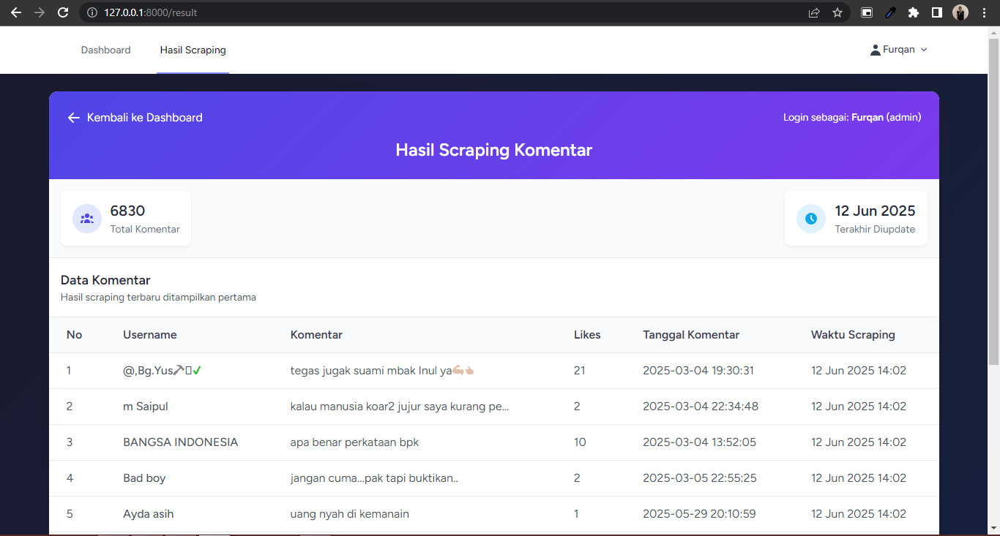 127.0.0.1:8000/result
Dashboard Hasil Scraping Furqan
Kembali ke Dashboard Login sebagai: Furqan (admin)
Hasil Scraping Komentar
6830 12 Jun 2025
Total Komentar Terakhir Diupdate
Data Komentar
Hasil scraping terbaru ditampilkan pertama
No Username Komentar Likes Tanggal Komentar Waktu Scraping
1 @,Bg.Yus⛏️▯✔ tegas jugak suami mbak Inul ya💪🏼👍🏼 21 2025-03-04 19:30:31 12 Jun 2025 14:02
2 m Saipul kalau manusia koar2 jujur saya kurang pe... 2 2025-03-04 22:34:48 12 Jun 2025 14:02
3 BANGSA INDONESIA apa benar perkataan bpk 10 2025-03-04 13:52:05 12 Jun 2025 14:02
4 Bad boy jangan cuma...pak tapi buktikan.. 2 2025-03-05 22:55:25 12 Jun 2025 14:02
5 Ayda asih uang nyah di kemanain 1 2025-05-29 20:10:59 12 Jun 2025 14:02